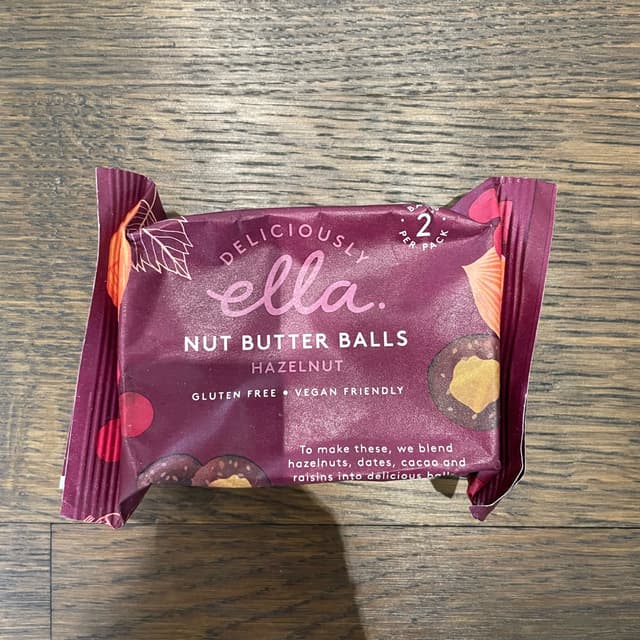 DELICIOUSLY
ella.
NUT BUTTER BALLS
HAZELNUT
GLUTEN FREE • VEGAN FRIENDLY
2
PER PACK
To make these, we blend
hazelnuts, dates, cacao and
raisins into delicious